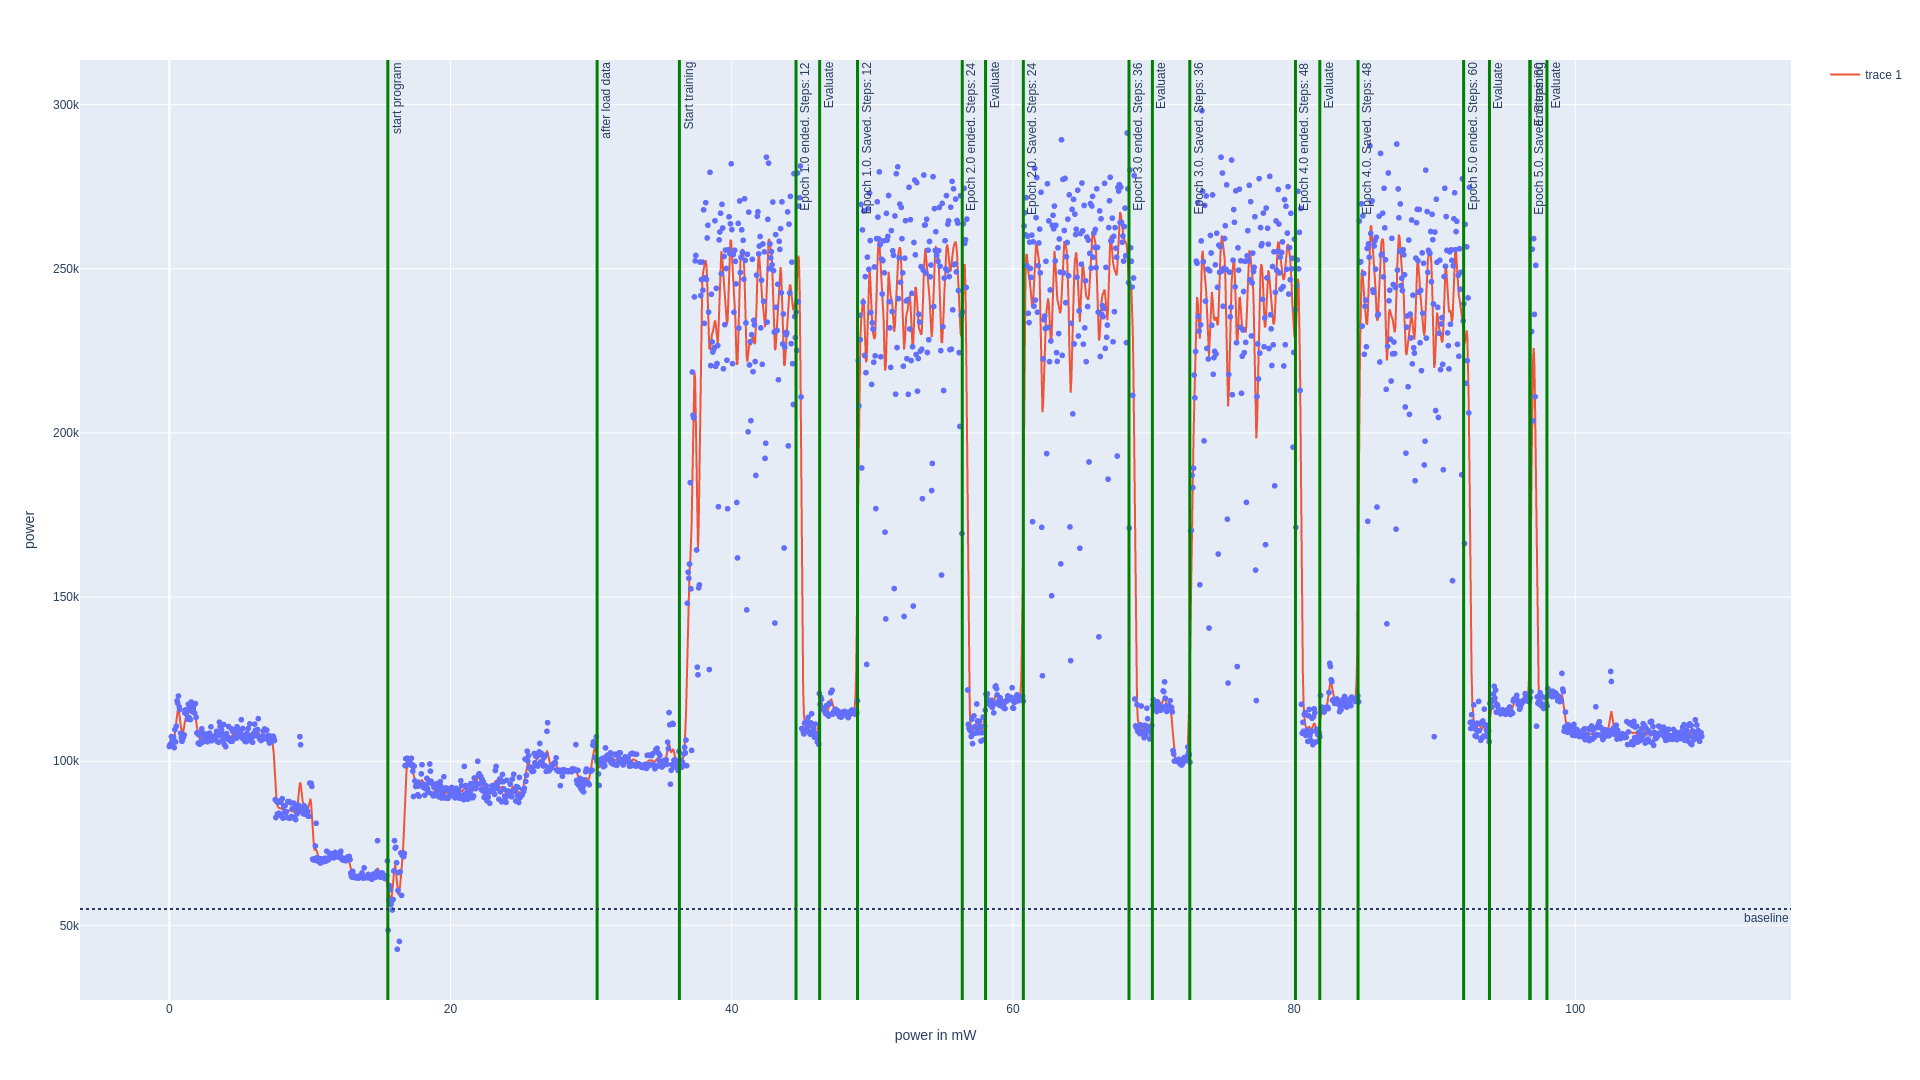 trace 1
start program
after load data
Start training
Epoch 1.0 ended. Steps: 12
Evaluate
Epoch 1.0. Saved. Steps: 12
Epoch 2.0 ended. Steps: 24
Evaluate
Epoch 2.0. Saved. Steps: 24
Epoch 3.0 ended. Steps: 36
Evaluate
Epoch 3.0. Saved. Steps: 36
Epoch 4.0 ended. Steps: 48
Evaluate
Epoch 4.0. Saved. Steps: 48
Epoch 5.0 ended. Steps: 60
Evaluate
Epoch 5.0. Saved.
Evaluate
300k
250k
200k
150k
100k
50k
power
baseline
0
20
40
60
80
100
power in mW